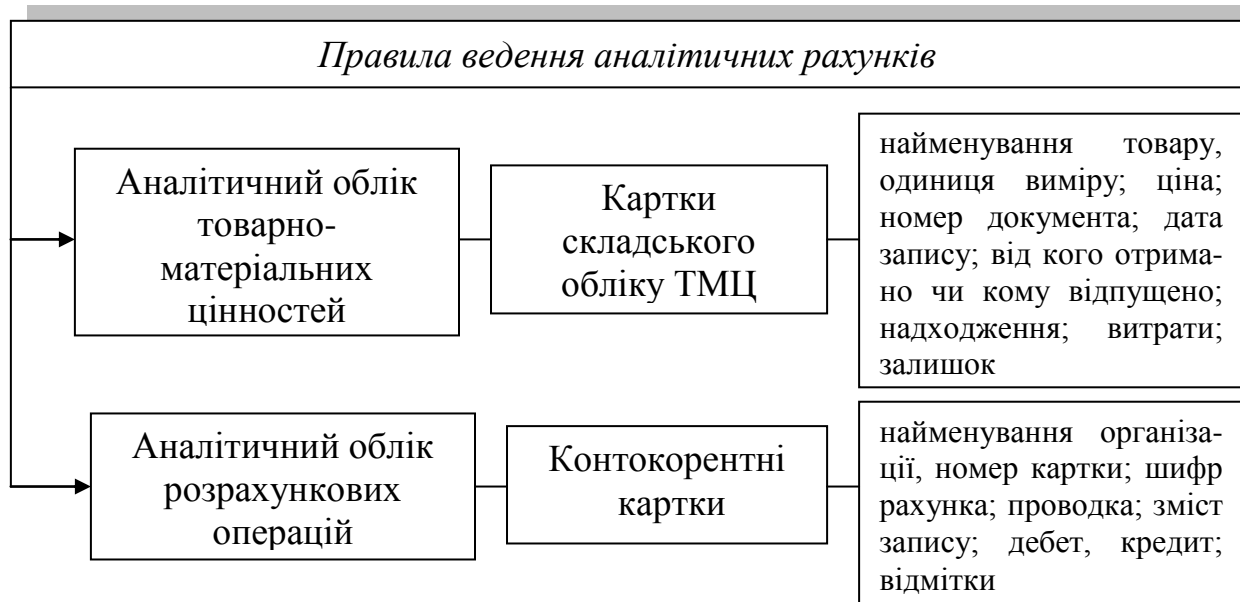 Правила ведення аналітичних рахунків
Аналітичний облік
товарно-
матеріальних
цінностей
Картки
складського
обліку ТМЦ
найменування товару,
одиниця виміру; ціна;
номер документа; дата
запису; від кого отрима-
но чи кому відпущено;
надходження; витрати;
залишок
Аналітичний облік
розрахункових
операцій
Контокорентні
картки
найменування організа-
ції, номер картки; шифр
рахунка; проводка; зміст
запису; дебет, кредит;
відмітки